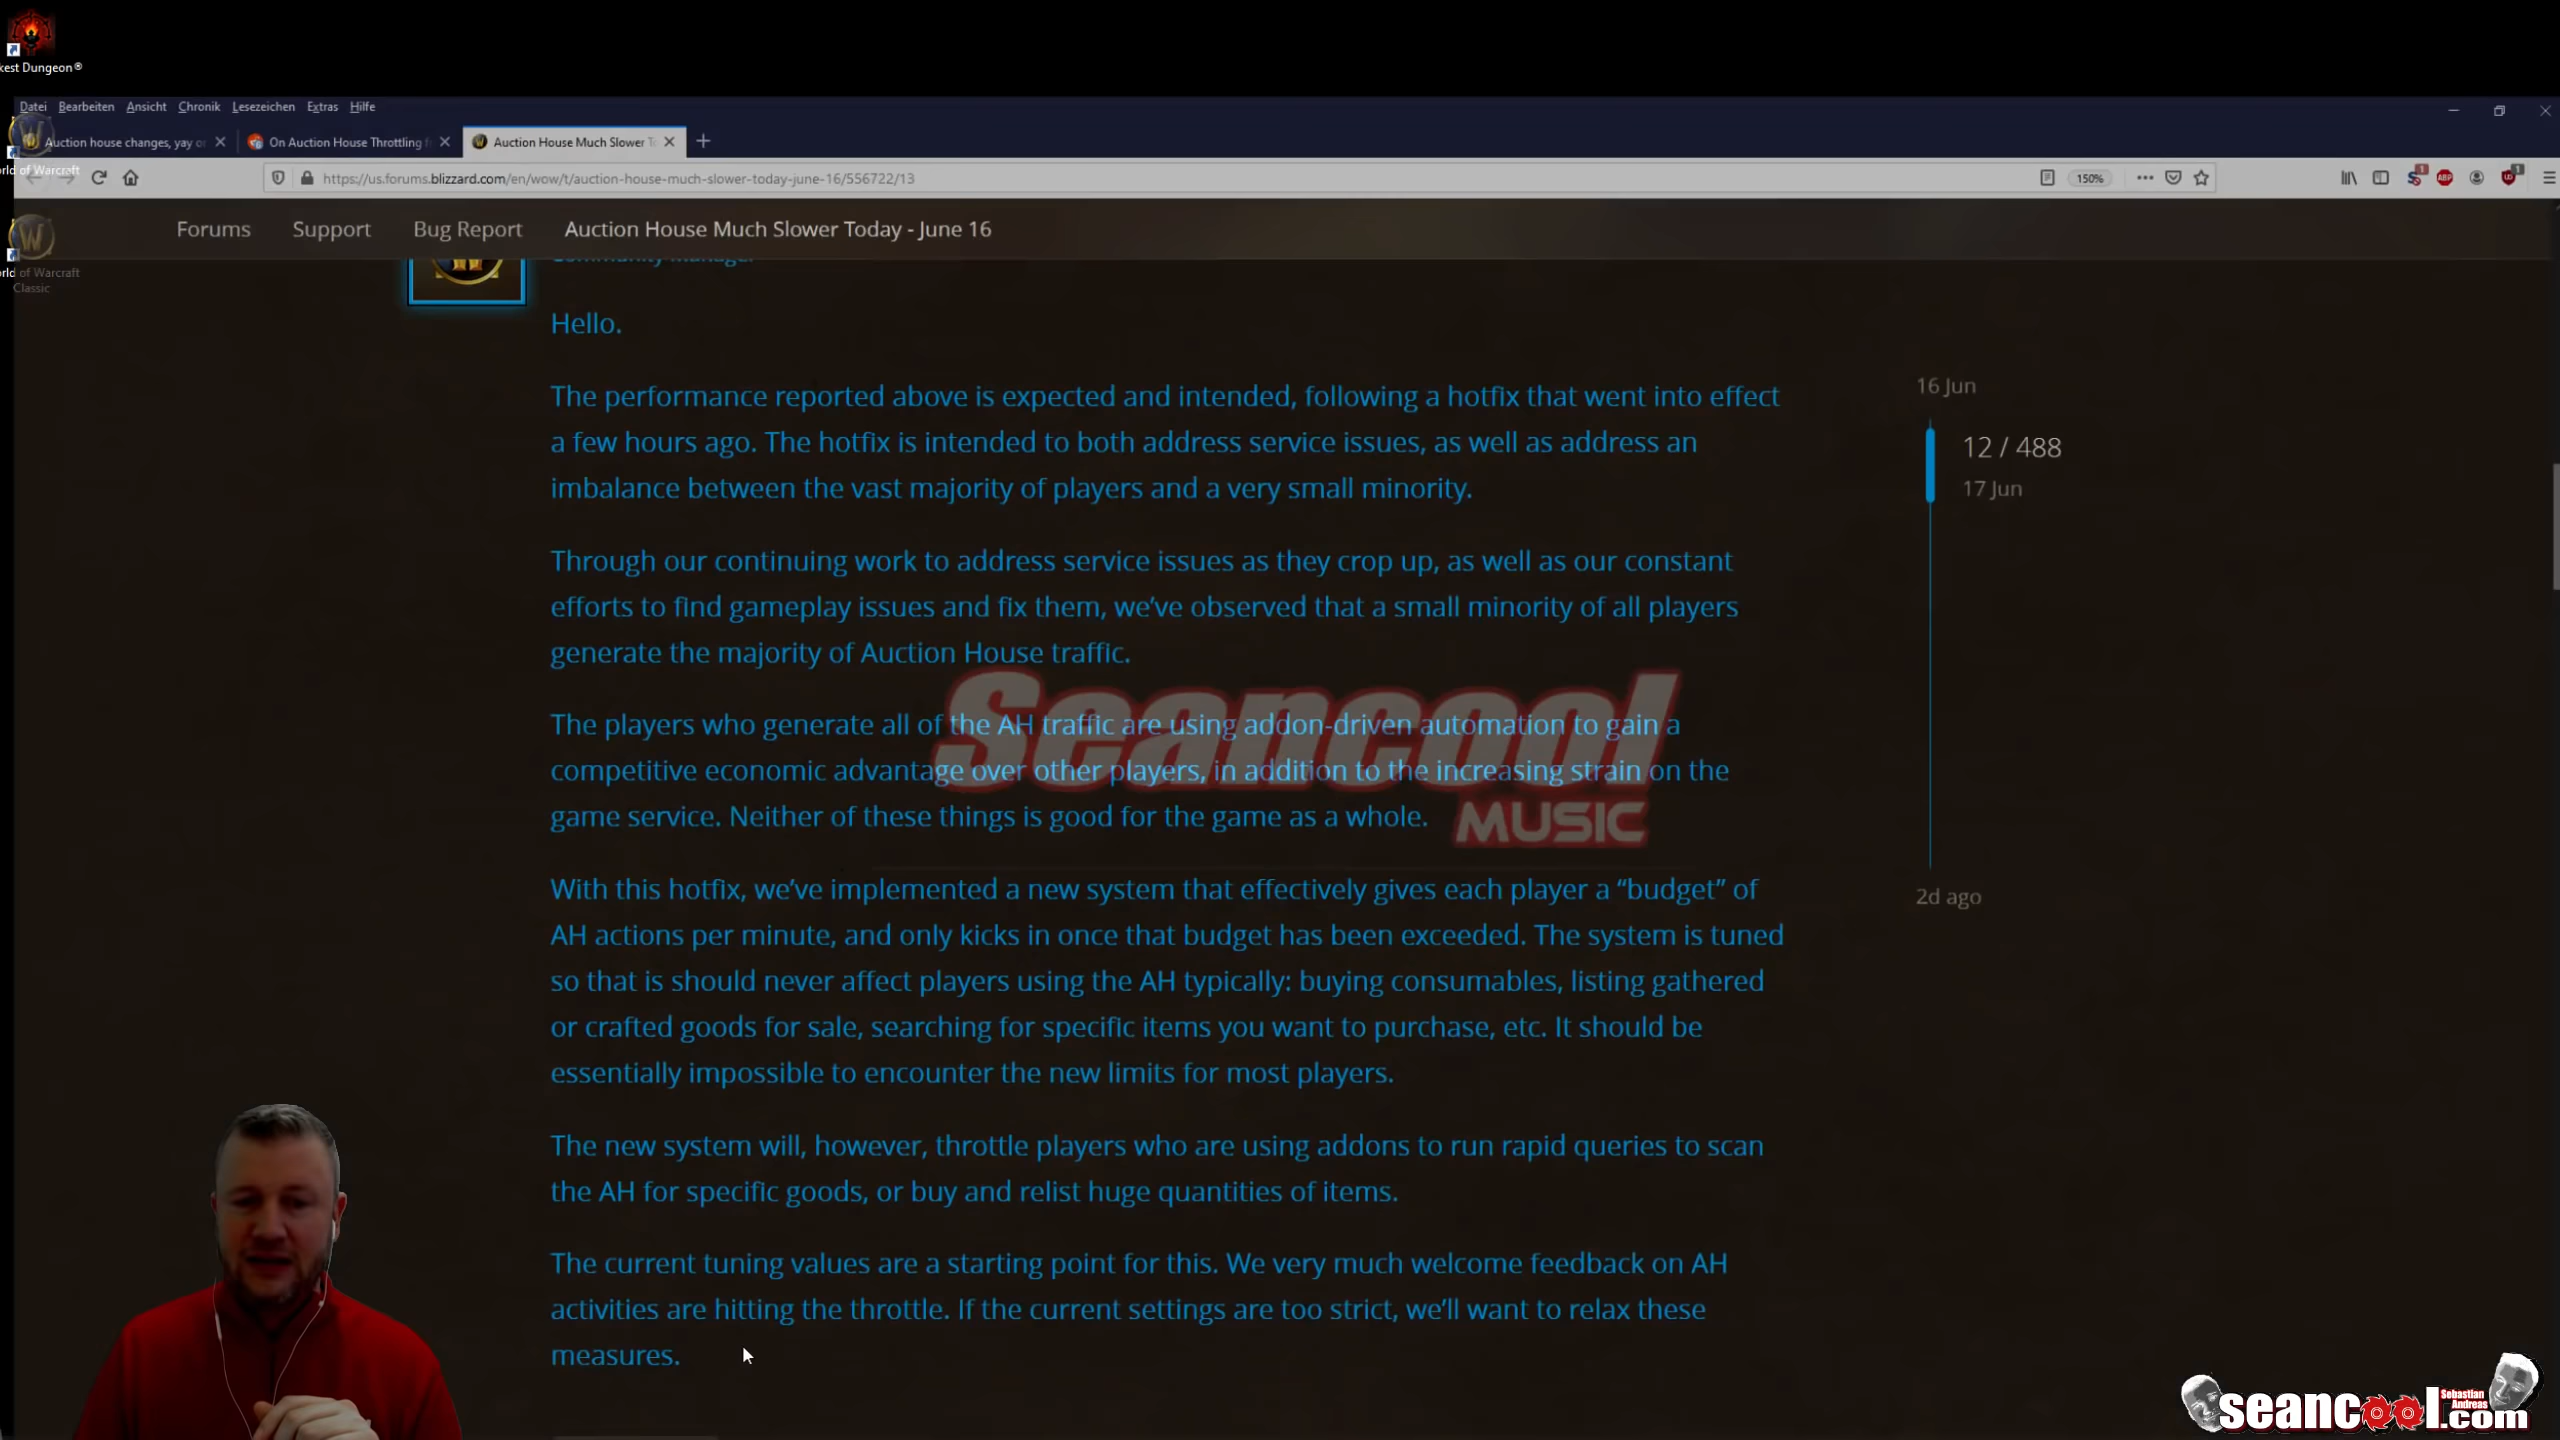 kest Dungeon®
Datei Bearbeiten Ansicht Chronik Lesezeichen Extras Hilfe
Auction house changes, yay or
On Auction House Throttling f
Auction House Much Slower T
orld of Warcraft
https://us.forums.blizzard.com/en/wow/t/auction-house-much-slower-today-june-16/556722/13
150%
Forums Support Bug Report Auction House Much Slower Today - June 16
orld of Warcraft
Classic
Community Manager
Hello.
The performance reported above is expected and intended, following a hotfix that went into effect
a few hours ago. The hotfix is intended to both address service issues, as well as address an
imbalance between the vast majority of players and a very small minority.
16 Jun
12 / 488
17 Jun
Through our continuing work to address service issues as they crop up, as well as our constant
efforts to find gameplay issues and fix them, we’ve observed that a small minority of all players
generate the majority of Auction House traffic.
The players who generate all of the AH traffic are using addon-driven automation to gain a
competitive economic advantage over other players, in addition to the increasing strain on the
game service. Neither of these things is good for the game as a whole.
Seancool
MUSIC
With this hotfix, we’ve implemented a new system that effectively gives each player a “budget” of
AH actions per minute, and only kicks in once that budget has been exceeded. The system is tuned
so that is should never affect players using the AH typically: buying consumables, listing gathered
or crafted goods for sale, searching for specific items you want to purchase, etc. It should be
essentially impossible to encounter the new limits for most players.
2d ago
The new system will, however, throttle players who are using addons to run rapid queries to scan
the AH for specific goods, or buy and relist huge quantities of items.
The current tuning values are a starting point for this. We very much welcome feedback on AH
activities are hitting the throttle. If the current settings are too strict, we’ll want to relax these
measures.
seancool.com
Sebastian
Andreas